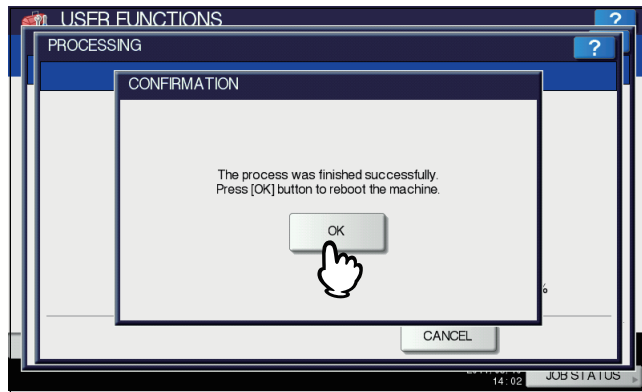 USER FUNCTIONS
?
PROCESSING
?
CONFIRMATION
The process was finished successfully.
Press [OK] button to reboot the machine.
OK
%
CANCEL
14:02
JOB STATUS